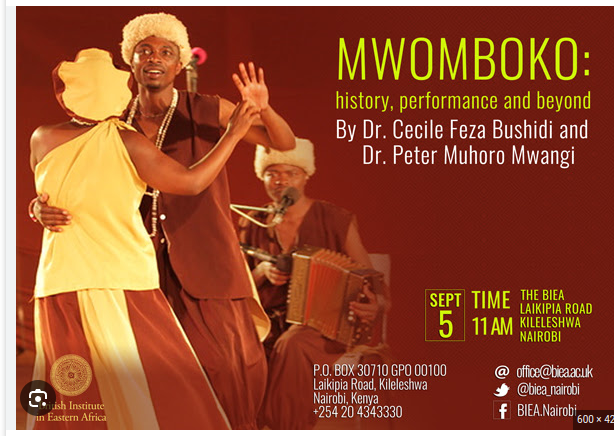 MWOMBOKO:
history, performance and beyond
By Dr. Cecile Feza Bushidi and
Dr. Peter Muhoro Mwangi
SEPT
5
TIME
11 AM
THE BIEA
LAIKIPIA ROAD
KILELESHWA
NAIROBI
P.O. BOX 30710 GPO 00100
Laikipia Road, Kileleshwa
Nairobi, Kenya
+254 20 4343330
@ office@biea.ac.uk
@biea_nairobi
f BIEA.Nairobi
Institute
in Eastern Africa
600 × 42